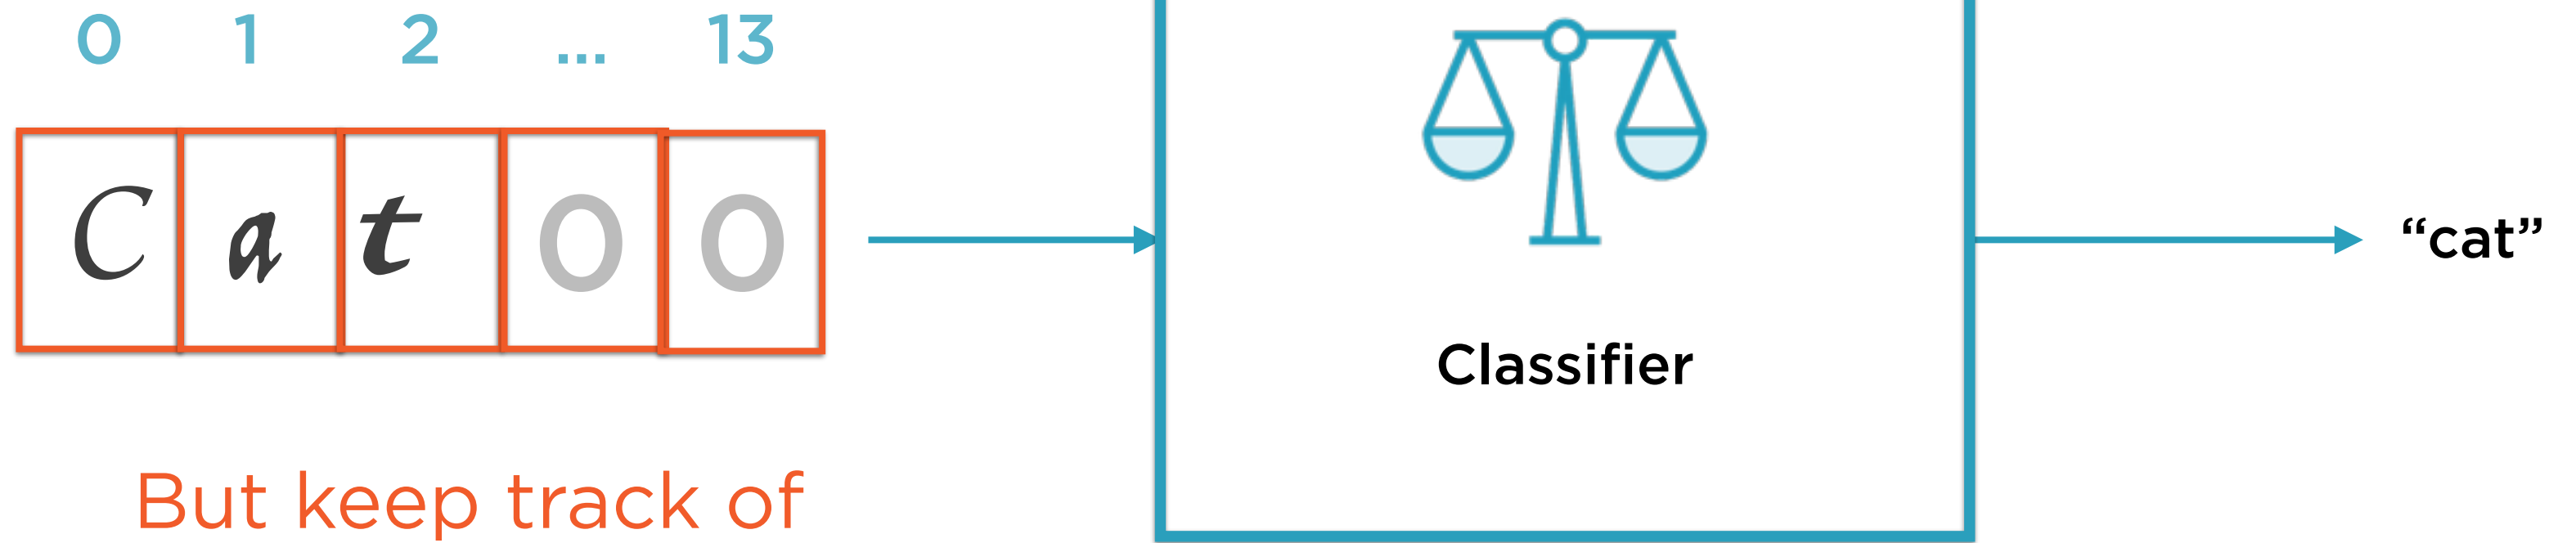 0 1 2 ... 13
C a t 0 0
Classifier
“cat”
But keep track of